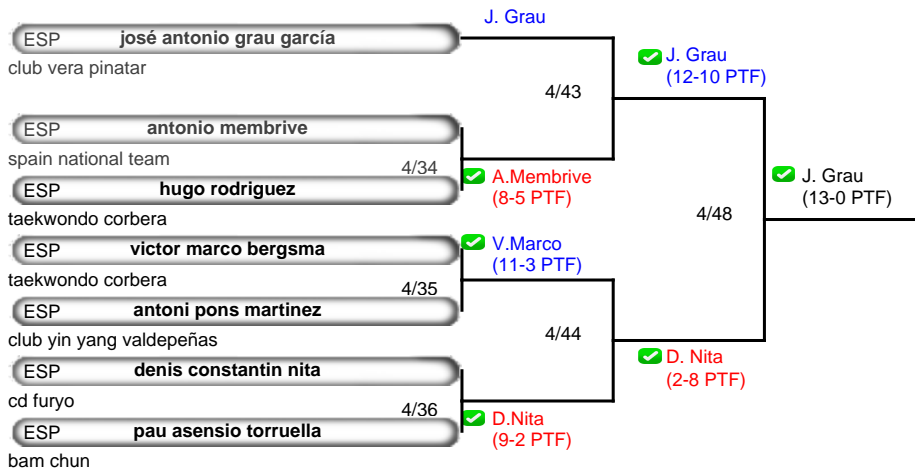 J. Grau
ESP josé antonio grau garcía
club vera pinatar
J. Grau
(12-10 PTF)
4/43
ESP antonio membrive
spain national team
4/34
A.Membrive
(8-5 PTF)
ESP hugo rodriguez
taekwondo corbera
J. Grau
(13-0 PTF)
4/48
ESP victor marco bergsma
V.Marco
(11-3 PTF)
taekwondo corbera
4/35
ESP antoni pons martinez
club yin yang valdepeñas
4/44
ESP denis constantin nita
D. Nita
(2-8 PTF)
cd furyo
4/36
D.Nita
(9-2 PTF)
ESP pau asensio torruella
bam chun